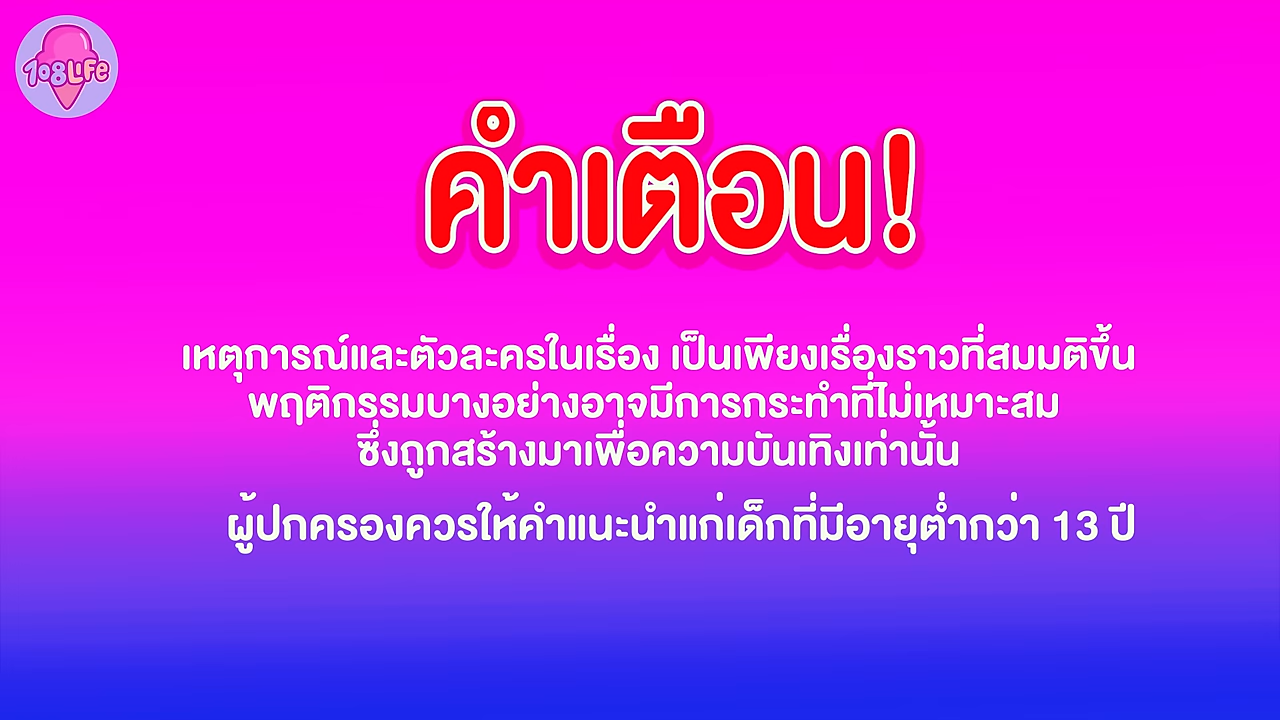 108LIFE
คำเตือน!
เหตุการณ์และตัวละครในเรื่อง เป็นเพียงเรื่องราวที่สมมติขึ้น
พฤติกรรมบางอย่างอาจมีการกระทำที่ไม่เหมาะสม
ซึ่งถูกสร้างมาเพื่อความบันเทิงเท่านั้น
ผู้ปกครองควรให้คำแนะนำแก่เด็กที่มีอายุต่ำกว่า 13 ปี